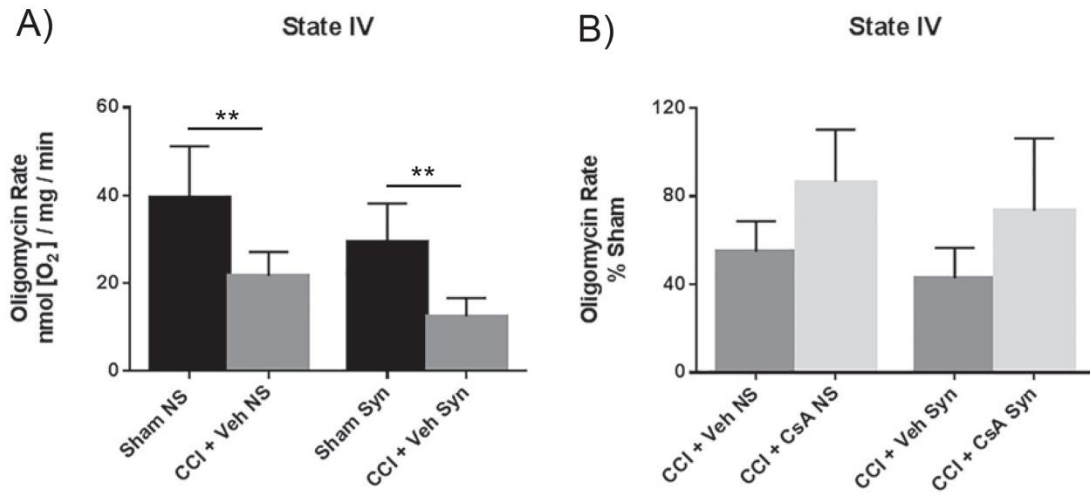 A)
State IV
Oligomycin Rate
nmol [O₂] / mg / min
60
40
20
0
**
**
Sham NS
CCI + Veh NS
Sham Syn
CCI + Veh Syn
B)
State IV
Oligomycin Rate
% Sham
120
80
40
0
CCI + Veh NS
CCI + CsA NS
CCI + Veh Syn
CCI + CsA Syn